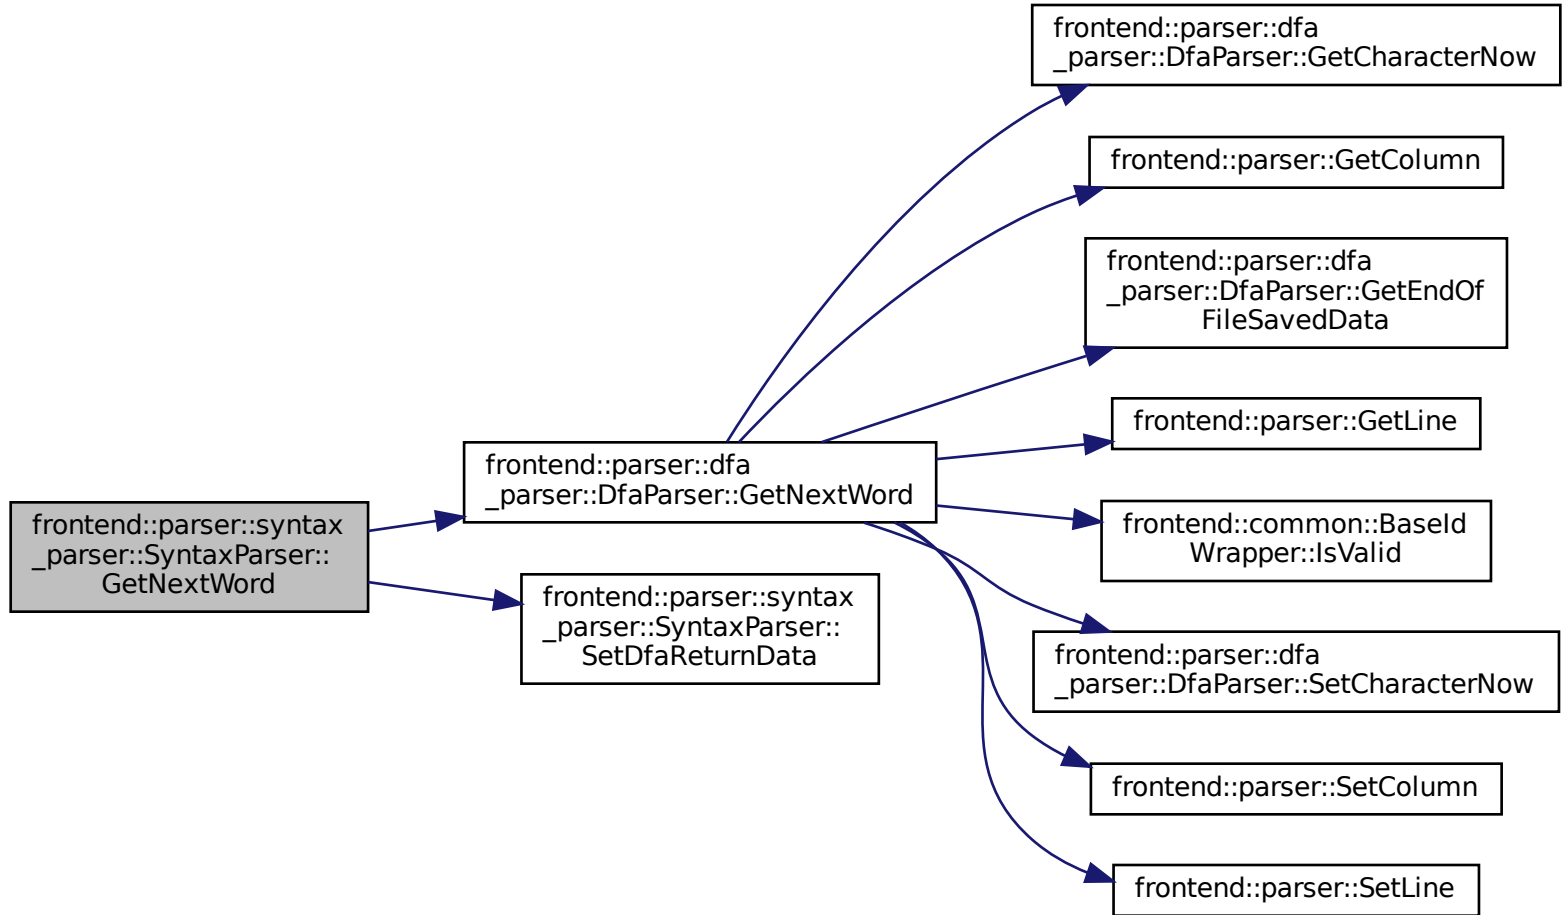 frontend::parser::syntax
_parser::SyntaxParser::
GetNextWord
frontend::parser::dfa
_parser::DfaParser::GetNextWord
frontend::parser::syntax
_parser::SyntaxParser::
SetDfaReturnData
frontend::parser::dfa
_parser::DfaParser::GetCharacterNow
frontend::parser::GetColumn
frontend::parser::dfa
_parser::DfaParser::GetEndOf
FileSavedData
frontend::parser::GetLine
frontend::common::BaseId
Wrapper::IsValid
frontend::parser::dfa
_parser::DfaParser::SetCharacterNow
frontend::parser::SetColumn
frontend::parser::SetLine